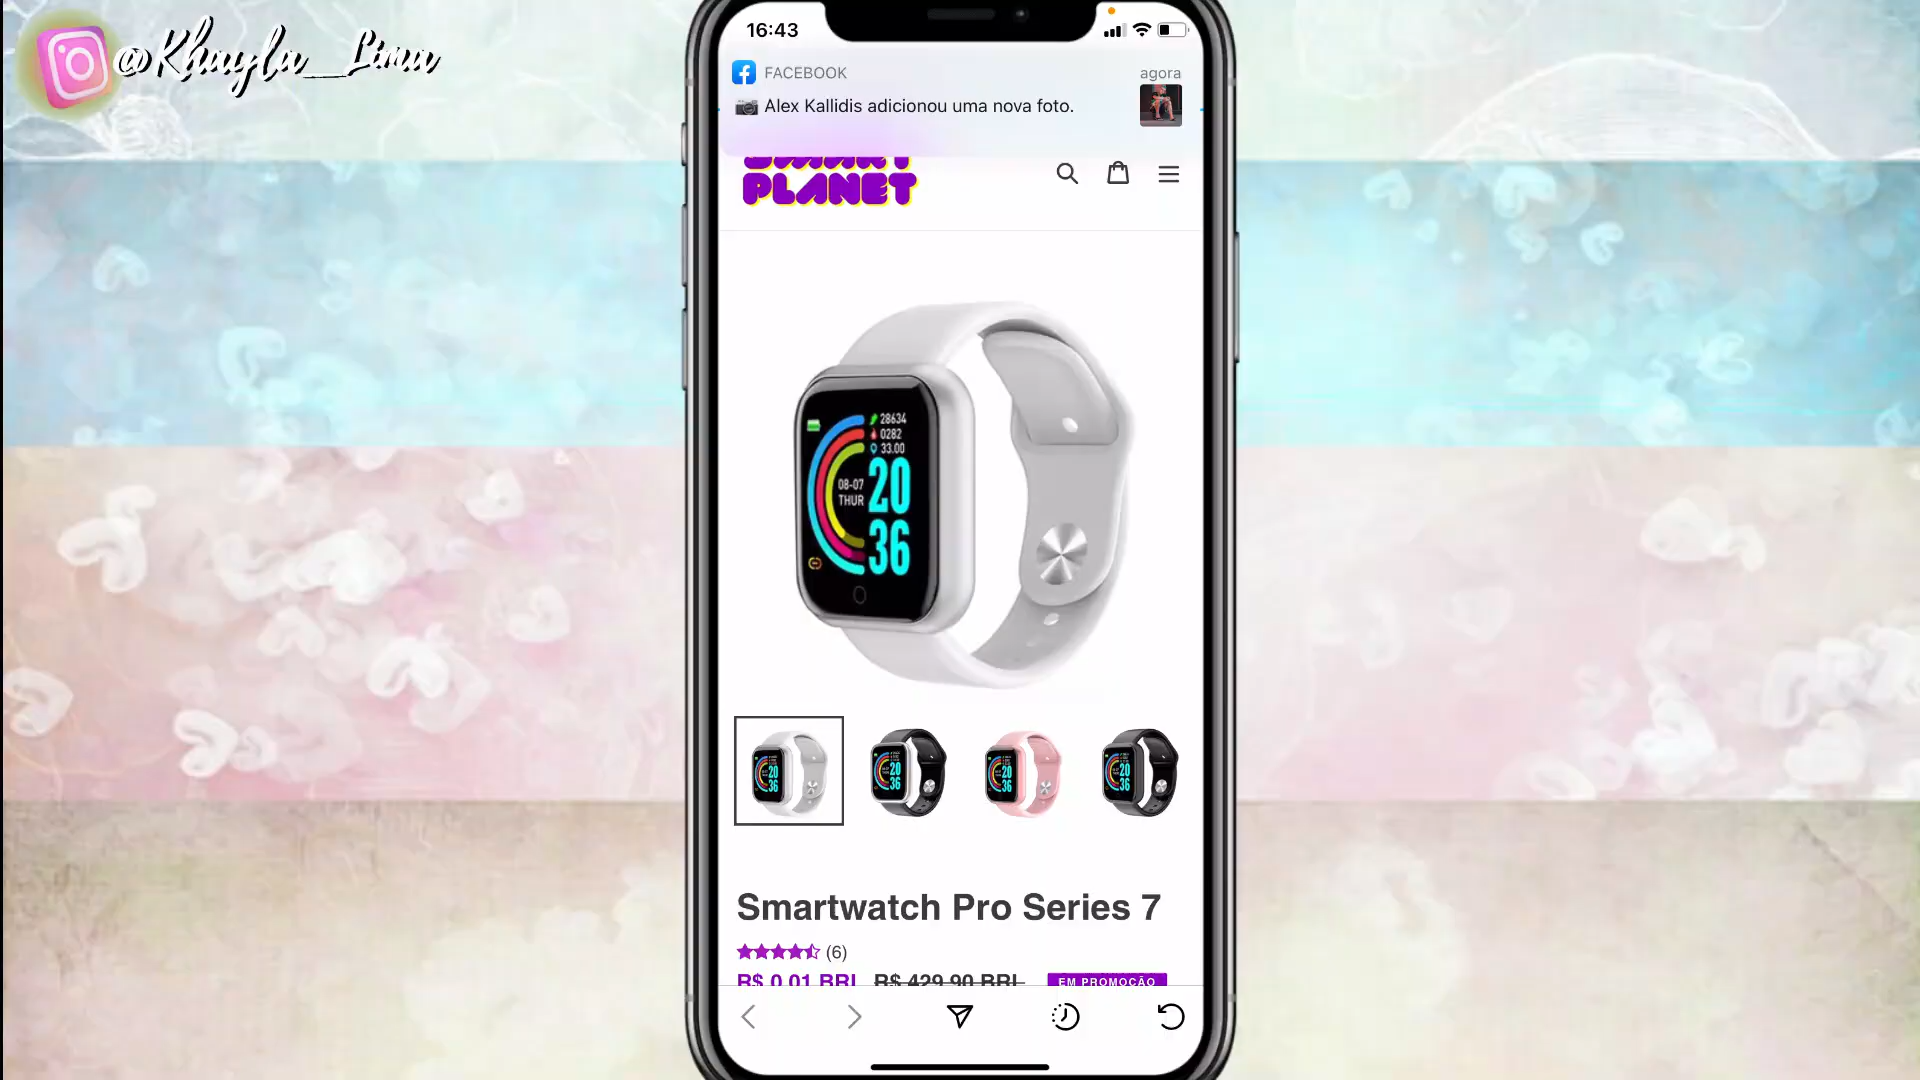 @Khayla_Lima
16:43
FACEBOOK
agora
Alex Kallidis adicionou uma nova foto.
SMART
PLANET
28634
0282
33.00
08-07
THUR
20
36
Smartwatch Pro Series 7
(6)
R$ 0,01 BRL R$ 429,90 BRL EM PROMOÇÃO